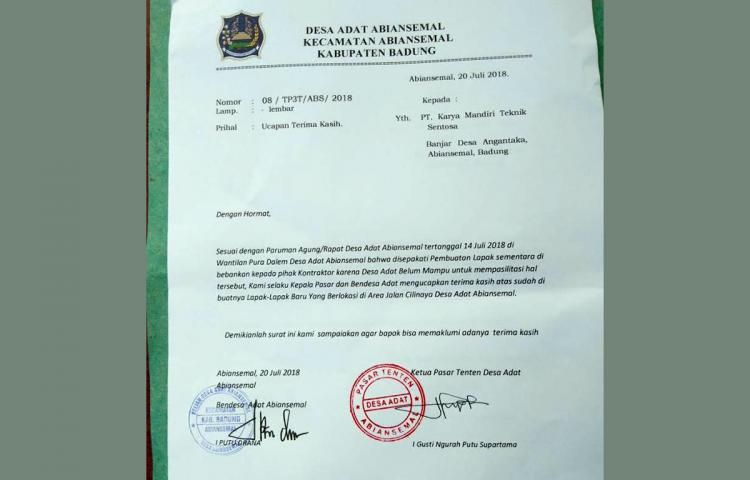 DESA ADAT ABIANSEMAL
KECAMATAN ABIANSEMAL
KABUPATEN BADUNG
Abiansemal, 20 Juli 2018.
Nomor : 08 / TP3T/ABS/ 2018
Lamp. : - lembar
Prihal : Ucapan Terima Kasih.
Kepada :
Yth. PT. Karya Mandiri Teknik
Sentosa
Banjar Desa Angantaka,
Abiansemal, Badung
Dengan Hormat,
Sesuai dengan Paruman Agung/Rapat Desa Adat Abiansemal tertanggal 14 Juli 2018 di
Wantilan Pura Dalem Desa Adat Abiansemal bahwa disepakati Pembuatan Lapak sementara di
bebankan kepada pihak Kontraktor karena Desa Adat Belum Mampu untuk mempasilitasi hal
tersebut, Kami selaku Kepala Pasar dan Bendesa Adat mengucapkan terima kasih atas sudah di
buatnya Lapak-Lapak Baru Yang Berlokasi di Area Jalan Cilinaya Desa Adat Abiansemal.
Demikianlah surat ini kami sampaiakan agar bapak bisa memaklumi adanya terima kasih
Abiansemal, 20 Juli 2018
Abiansemal
Bendesa Adat Abiansemal
KECAMATAN
KAB. BADUNG
ABIANSEMAL
I PUTU ORANA
Ketua Pasar Tenten Desa Adat
PASAR TENTEN
DESA ADAT
ABIANSEMAL
I Gusti Ngurah Putu Supartama